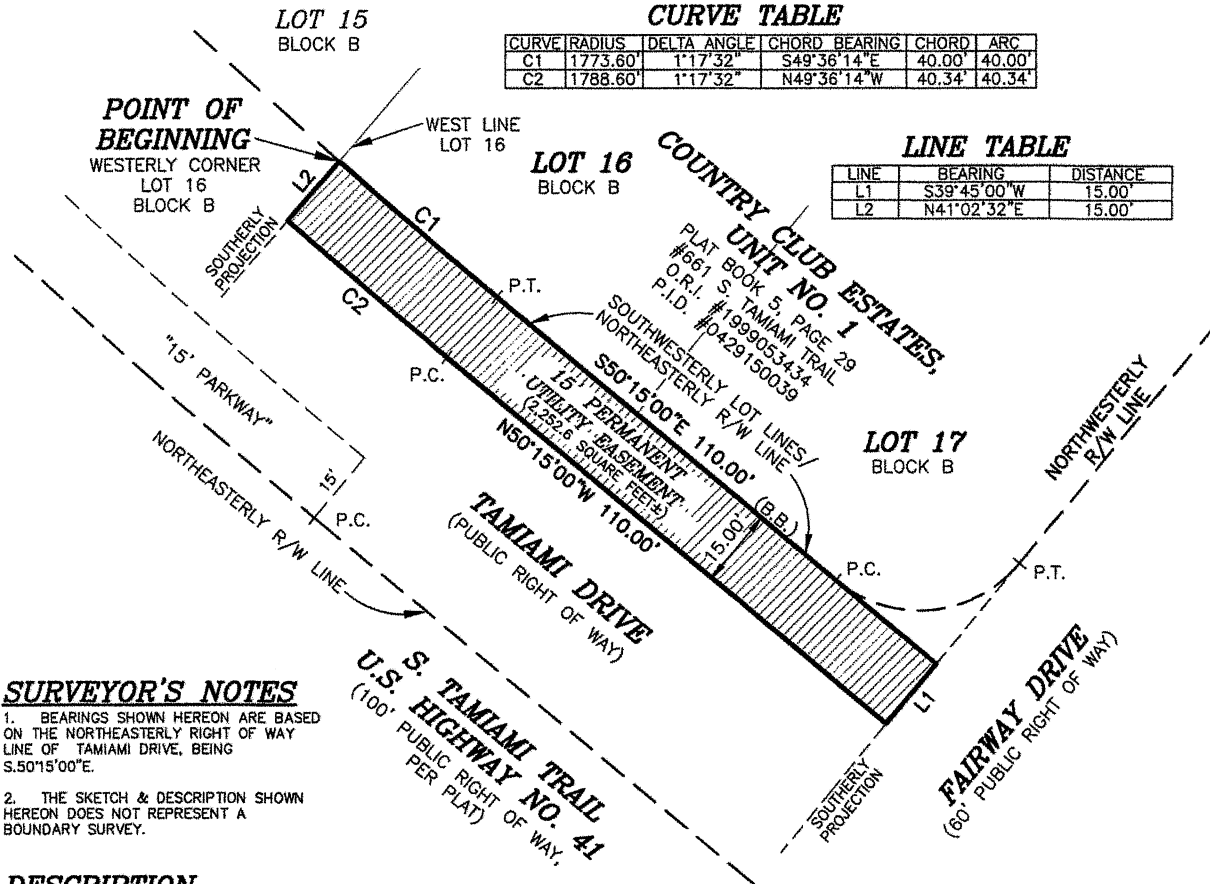 LOT 15
BLOCK B
CURVE TABLE
CURVE RADIUS DELTA ANGLE CHORD BEARING CHORD ARC
C1 1773.60' 1°17'32" S49°36'14"E 40.00' 40.00'
C2 1788.60' 1°17'32" N49°36'14"W 40.34' 40.34'
POINT OF
BEGINNING
WESTERLY CORNER
LOT 16
BLOCK B
WEST LINE
LOT 16
LOT 16
BLOCK B
LINE TABLE
LINE BEARING DISTANCE
L1 S39°45'00"W 15.00'
L2 N41°02'32"E 15.00'
COUNTRY CLUB ESTATES,
UNIT NO. 1
PLAT BOOK 5, PAGE 29
#661 S. TAMIAMI TRAIL
O.R.I. #1999053434
P.I.D. #0429150039
L2
C1
SOUTHERLY
PROJECTION
C2
P.T.
SOUTHWESTERLY LOT LINES/
NORTHEASTERLY R/W LINE
"15' PARKWAY"
P.C.
S50°15'00"E 110.00'
(B.B.)
15' PERMANENT
UTILITY EASEMENT
(2,252.6 SQUARE FEET±)
N50°15'00"W 110.00'
15.00'
LOT 17
BLOCK B
NORTHWESTERLY
R/W LINE
NORTHEASTERLY R/W LINE
15'
P.C.
TAMIAMI DRIVE
(PUBLIC RIGHT OF WAY)
P.C.
P.T.
L1
S. TAMIAMI TRAIL
U.S. HIGHWAY NO. 41
(100' PUBLIC RIGHT OF WAY,
PER PLAT)
SOUTHERLY
PROJECTION
FAIRWAY DRIVE
(60' PUBLIC RIGHT OF WAY)
SURVEYOR'S NOTES
1. BEARINGS SHOWN HEREON ARE BASED
ON THE NORTHEASTERLY RIGHT OF WAY
LINE OF TAMIAMI DRIVE, BEING
S.50°15'00"E.
2. THE SKETCH & DESCRIPTION SHOWN
HEREON DOES NOT REPRESENT A
BOUNDARY SURVEY.
DESCRIPTION